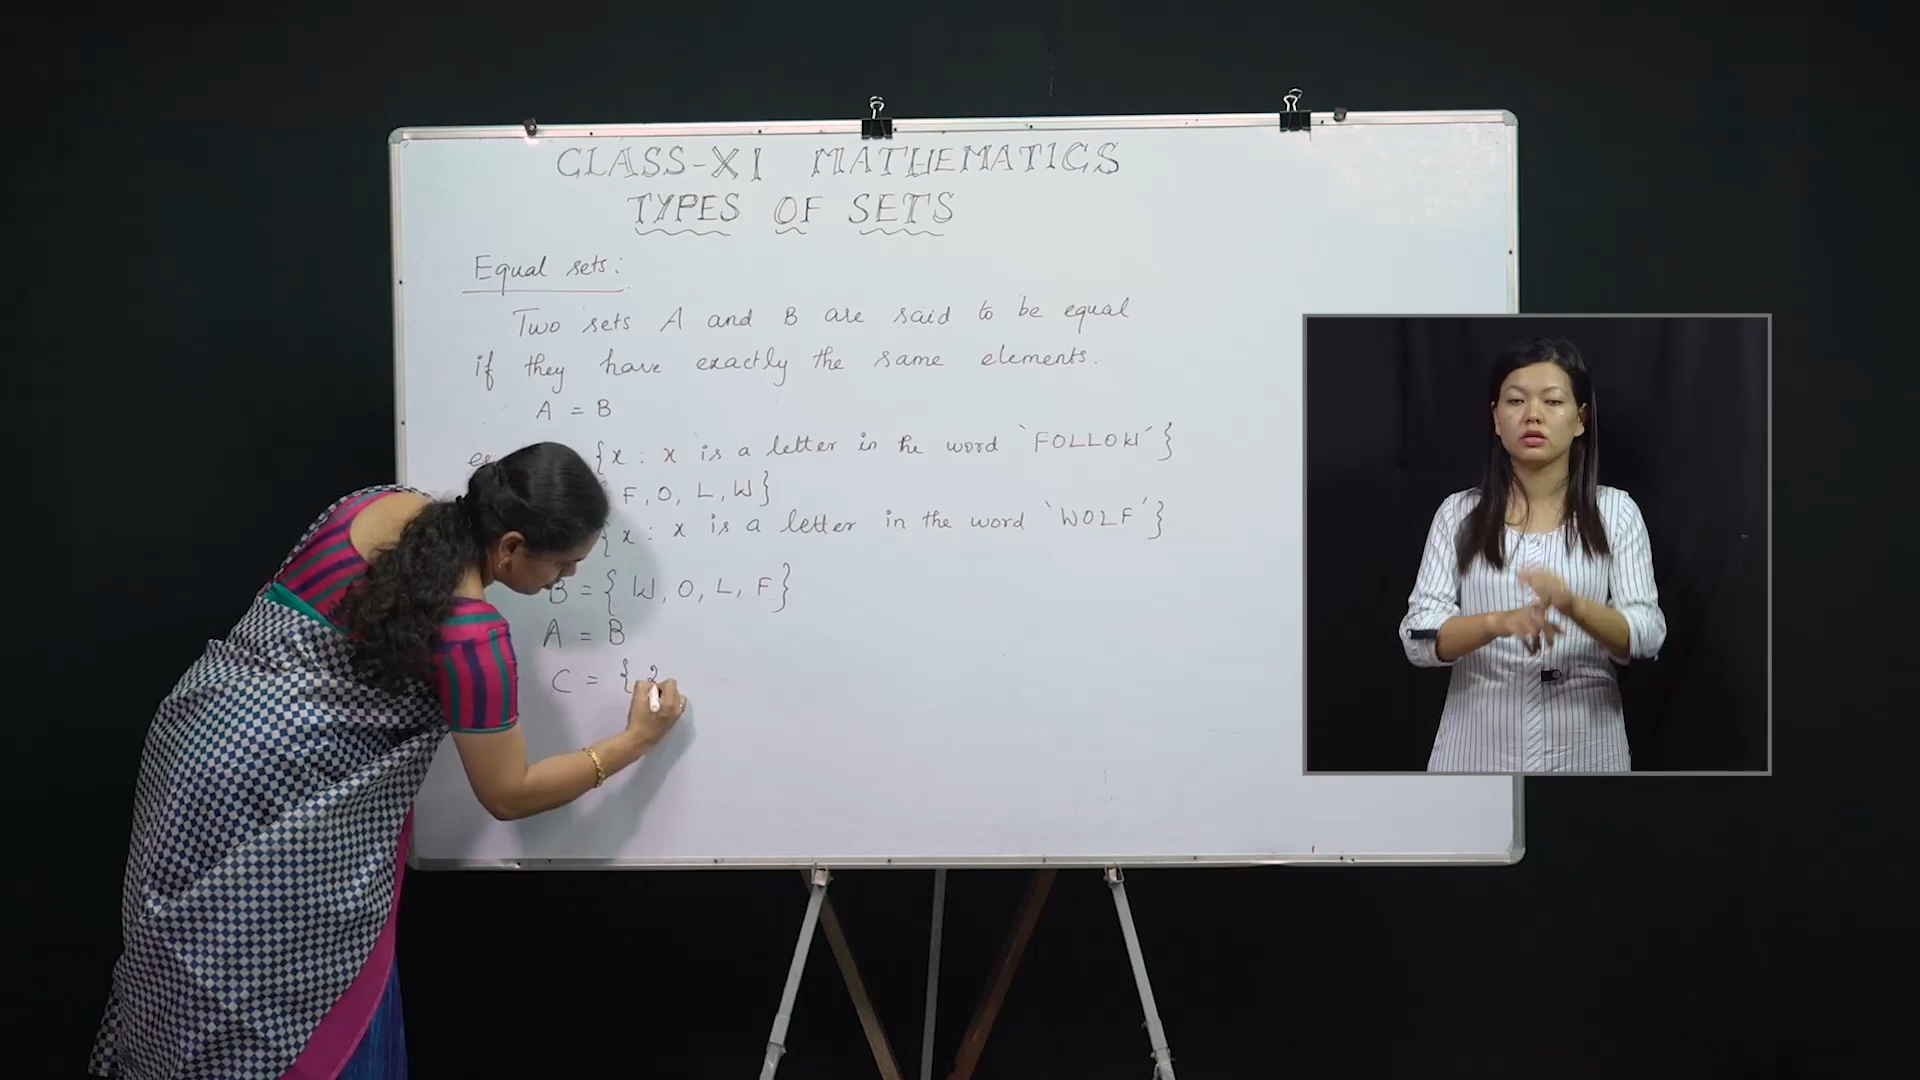 CLASS-XI MATHEMATICS
TYPES OF SETS
Equal sets:
Two sets A and B are said to be equal
if they have exactly the same elements.
A = B
{x : x is a letter in the word 'FOLLOW'}
F, O, L, W}
{x : x is a letter in the word 'WOLF'}
B = { W, O, L, F}
A = B
C = { 2